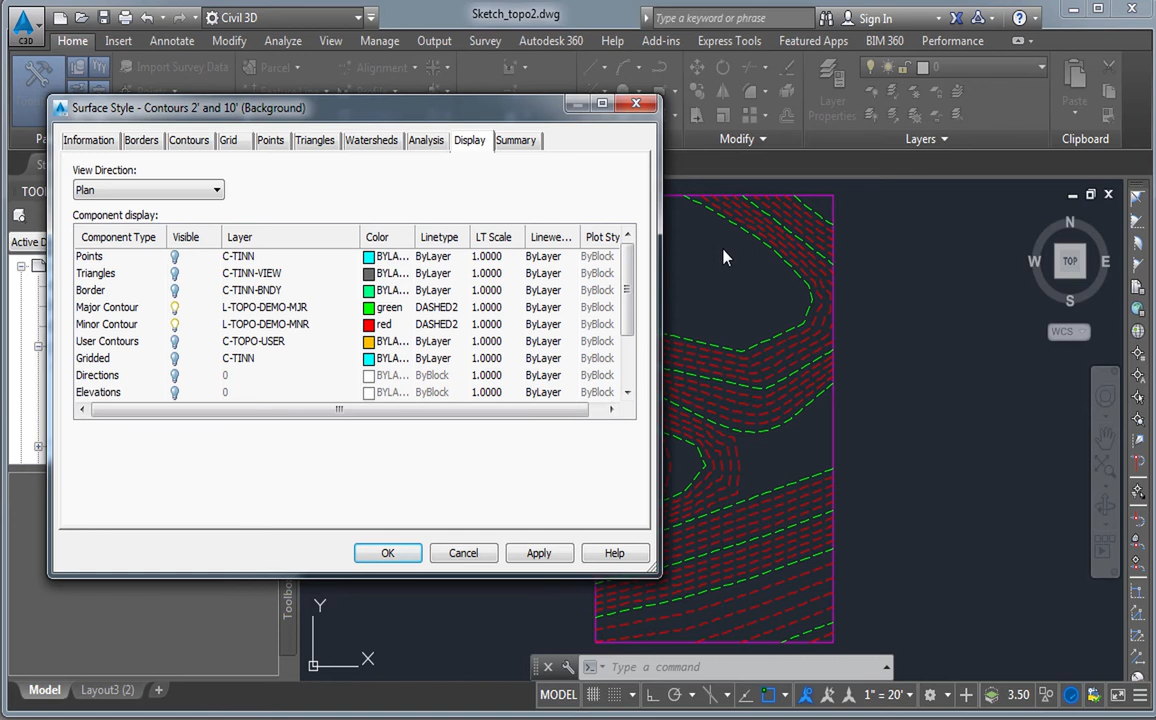 Civil 3D
Sketch_topo2.dwg
Type a keyword or phrase
Sign In
C3D
Home Insert Annotate Modify Analyze View Manage Output Survey Autodesk 360 Help Add-ins Express Tools Featured Apps BIM 360 Performance
Import Survey Data
Parcel
Alignment
Layer
Properties
0
Paste
Modify
Layers
Clipboard
Surface Style - Contours 2' and 10' (Background)
Information Borders Contours Grid Points Triangles Watersheds Analysis Display Summary
TOO
Active D
View Direction:
Plan
Component display:
Component Type Visible Layer Color Linetype LT Scale Linewe... Plot Sty
Points C-TINN BYLA... ByLayer 1.0000 ByLayer ByBlock
Triangles C-TINN-VIEW BYLA... ByLayer 1.0000 ByLayer ByBlock
Border C-TINN-BNDY BYLA... ByLayer 1.0000 ByLayer ByBlock
Major Contour L-TOPO-DEMO-MJR green DASHED2 1.0000 ByLayer ByBlock
Minor Contour L-TOPO-DEMO-MNR red DASHED2 1.0000 ByLayer ByBlock
User Contours C-TOPO-USER BYLA... ByLayer 1.0000 ByLayer ByBlock
Gridded C-TINN BYLA... ByLayer 1.0000 ByLayer ByBlock
Directions 0 BYLA... ByBlock 1.0000 ByLayer ByBlock
Elevations 0 BYLA... ByBlock 1.0000 ByLayer ByBlock
OK Cancel Apply Help
N
W TOP E
S
WCS
Toolbo
Y
X
Type a command
Model Layout3 (2) +
MODEL
1" = 20'
3.50